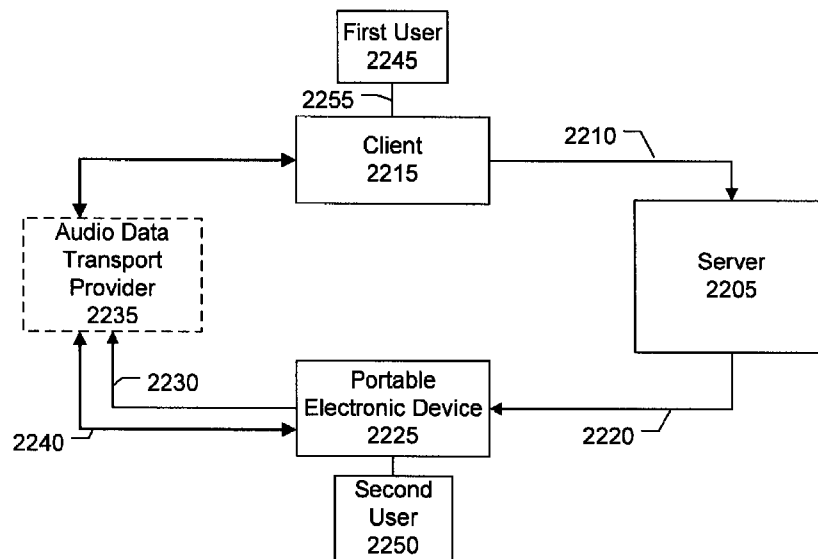 First User
2245
2255
Client
2215
2210
Audio Data
Transport
Provider
2235
Server
2205
2230
2240
Portable
Electronic Device
2225
2220
Second
User
2250